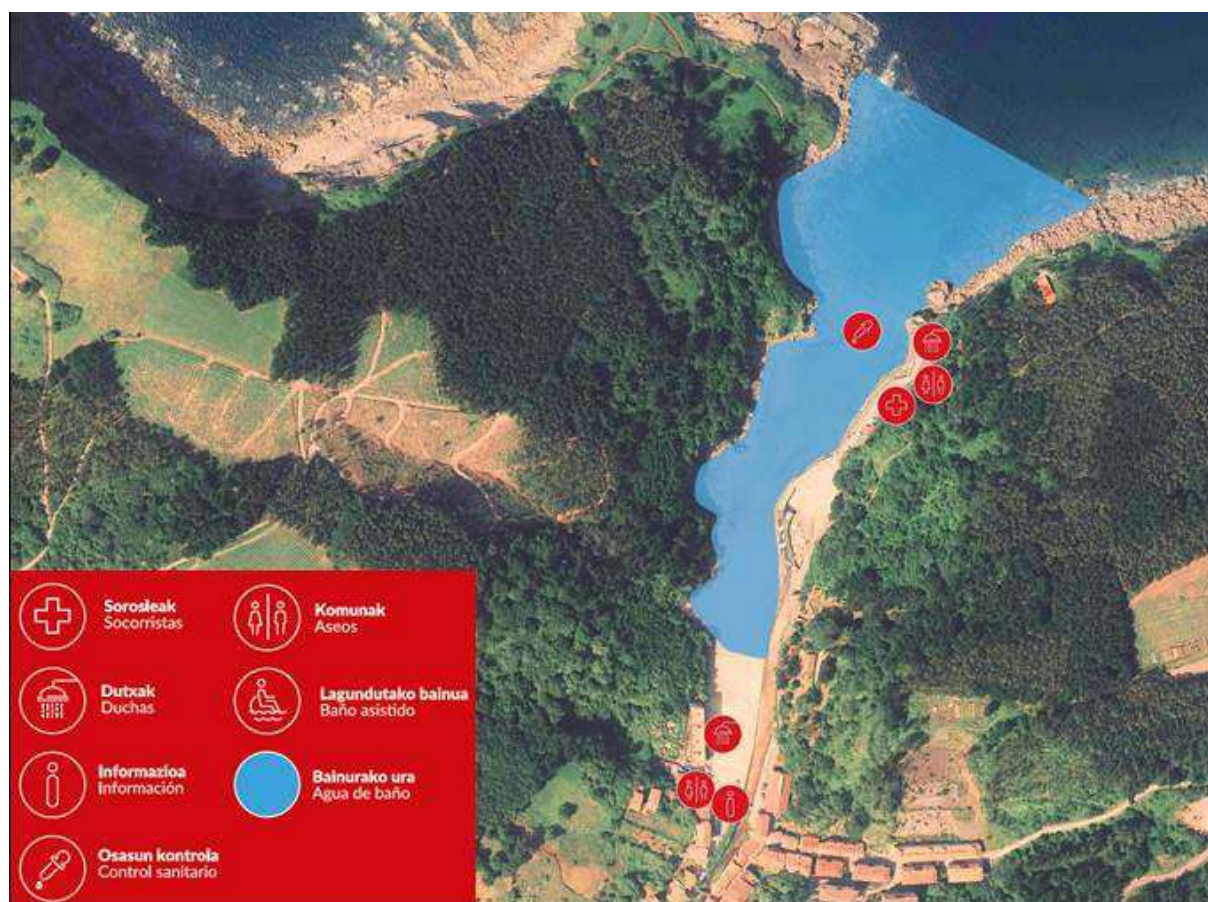 Sorosleak
Socorristas
Dutxak
Duchas
Informazioa
Información
Osasun kontrola
Control sanitario
Komunak
Aseos
Lagundutako bainua
Baño asistido
Bainurako ura
Agua de baño